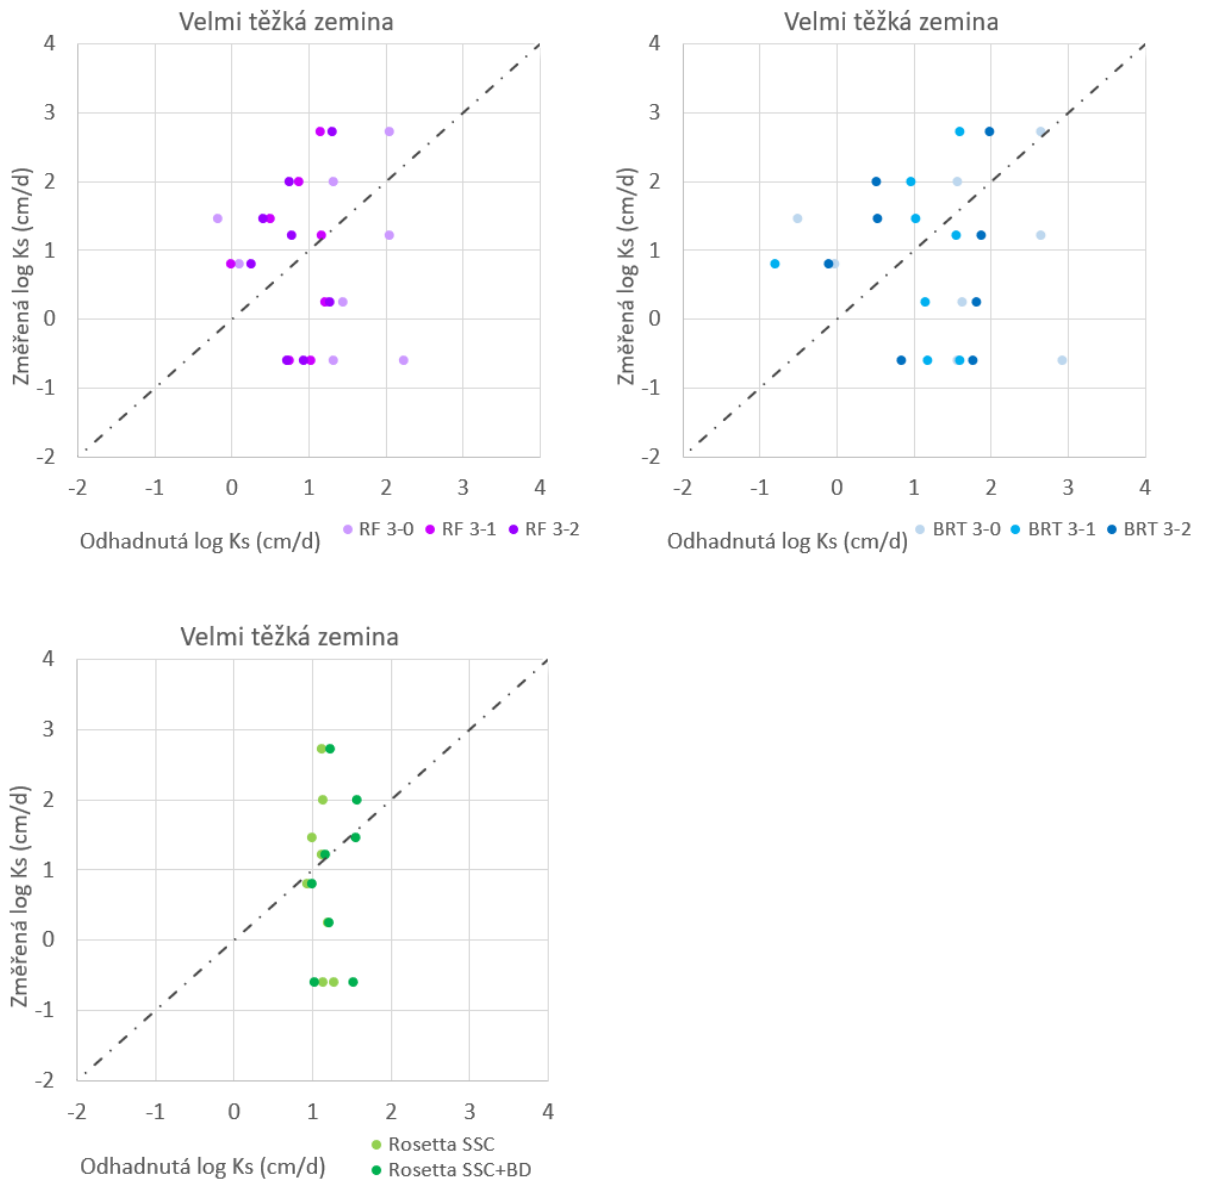 Velmi těžká zemina
4
3
2
1
0
-1
-2
-2 -1 0 1 2 3 4
Změřená log Ks (cm/d)
Odhadnutá log Ks (cm/d)
RF 3-0 RF 3-1 RF 3-2
Velmi těžká zemina
4
3
2
1
0
-1
-2
-2 -1 0 1 2 3 4
Změřená log Ks (cm/d)
Odhadnutá log Ks (cm/d)
BRT 3-0 BRT 3-1 BRT 3-2
Velmi těžká zemina
4
3
2
1
0
-1
-2
-2 -1 0 1 2 3 4
Změřená log Ks (cm/d)
Odhadnutá log Ks (cm/d)
Rosetta SSC
Rosetta SSC+BD